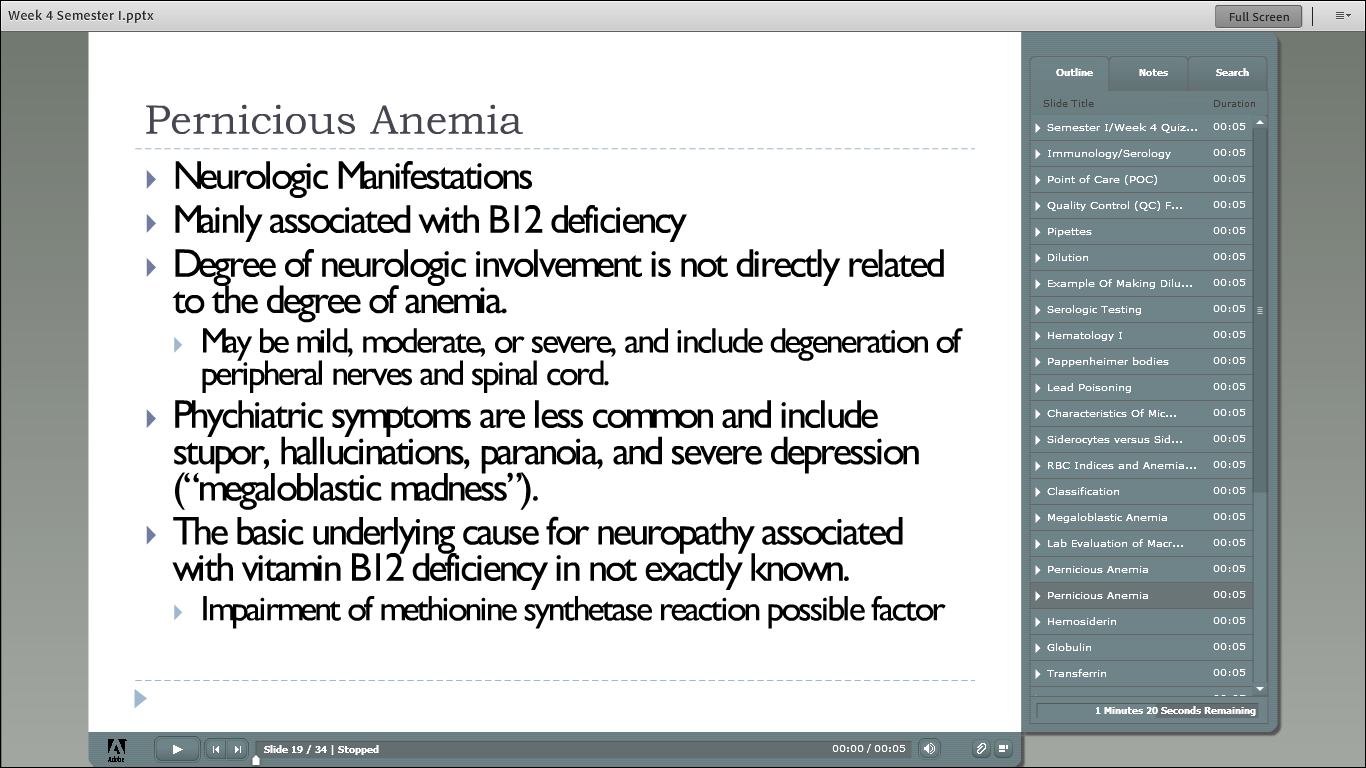 Week 4 Semester I.pptx
Full Screen
Pernicious Anemia
Neurologic Manifestations
Mainly associated with B12 deficiency
Degree of neurologic involvement is not directly related
to the degree of anemia.
May be mild, moderate, or severe, and include degeneration of
peripheral nerves and spinal cord.
Phychiatric symptoms are less common and include
stupor, hallucinations, paranoia, and severe depression
(“megaloblastic madness”).
The basic underlying cause for neuropathy associated
with vitamin B12 deficiency in not exactly known.
Impairment of methionine synthetase reaction possible factor
Outline Notes Search
Slide Title Duration
Semester I/Week 4 Quiz... 00:05
Immunology/Serology 00:05
Point of Care (POC) 00:05
Quality Control (QC) F... 00:05
Pipettes 00:05
Dilution 00:05
Example Of Making Dilu... 00:05
Serologic Testing 00:05
Hematology I 00:05
Pappenheimer bodies 00:05
Lead Poisoning 00:05
Characteristics Of Mic... 00:05
Siderocytes versus Sid... 00:05
RBC Indices and Anemia... 00:05
Classification 00:05
Megaloblastic Anemia 00:05
Lab Evaluation of Macr... 00:05
Pernicious Anemia 00:05
Pernicious Anemia 00:05
Hemosiderin 00:05
Globulin 00:05
Transferrin 00:05
1 Minutes 20 Seconds Remaining
Adobe
Slide 19 / 34 | Stopped 00:00 / 00:05